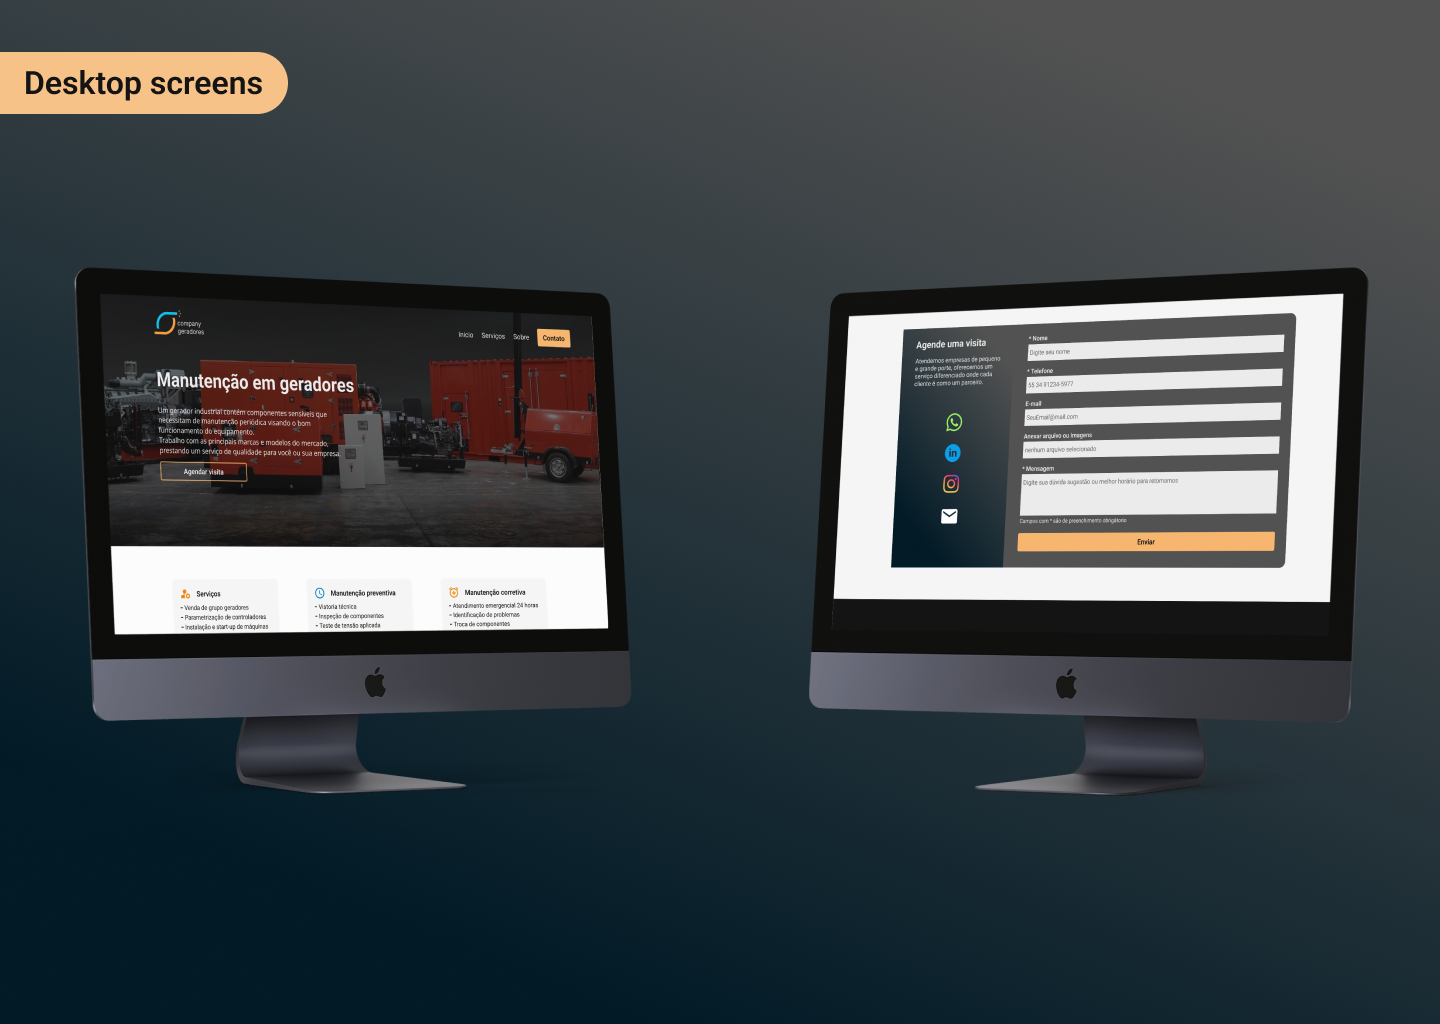 Desktop screens
company
geradores
Inicio Serviços Sobre Contato
Manutenção em geradores
Um gerador industrial contém componentes sensíveis que
necessitam de manutenção periódica visando o bom
funcionamento do equipamento.
Trabalho com as principais marcas e modelos do mercado,
prestando um serviço de qualidade para você ou sua empresa.
Agendar visita
Serviços
- Venda de grupo geradores
- Parametrização de controladores
- Instalação e start-up de máquinas
Manutenção preventiva
- Vistoria técnica
- Inspeção de componentes
- Teste de tensão aplicada
Manutenção corretiva
- Atendimento emergencial 24 horas
- Identificação de problemas
- Troca de componentes
Agende uma visita
Atendemos empresas de pequeno
e grande porte, oferecemos um
serviço diferenciado onde cada
cliente é como um parceiro.
in
* Nome
Digite seu nome
* Telefone
55 34 91234-5977
E-mail
SeuEmail@mail.com
Anexar arquivo ou imagens
nenhum arquivo selecionado
* Mensagem
Digite sua dúvida sugestão ou melhor horário para retornarmos
Campos com * são de preenchimento obrigátorio
Enviar